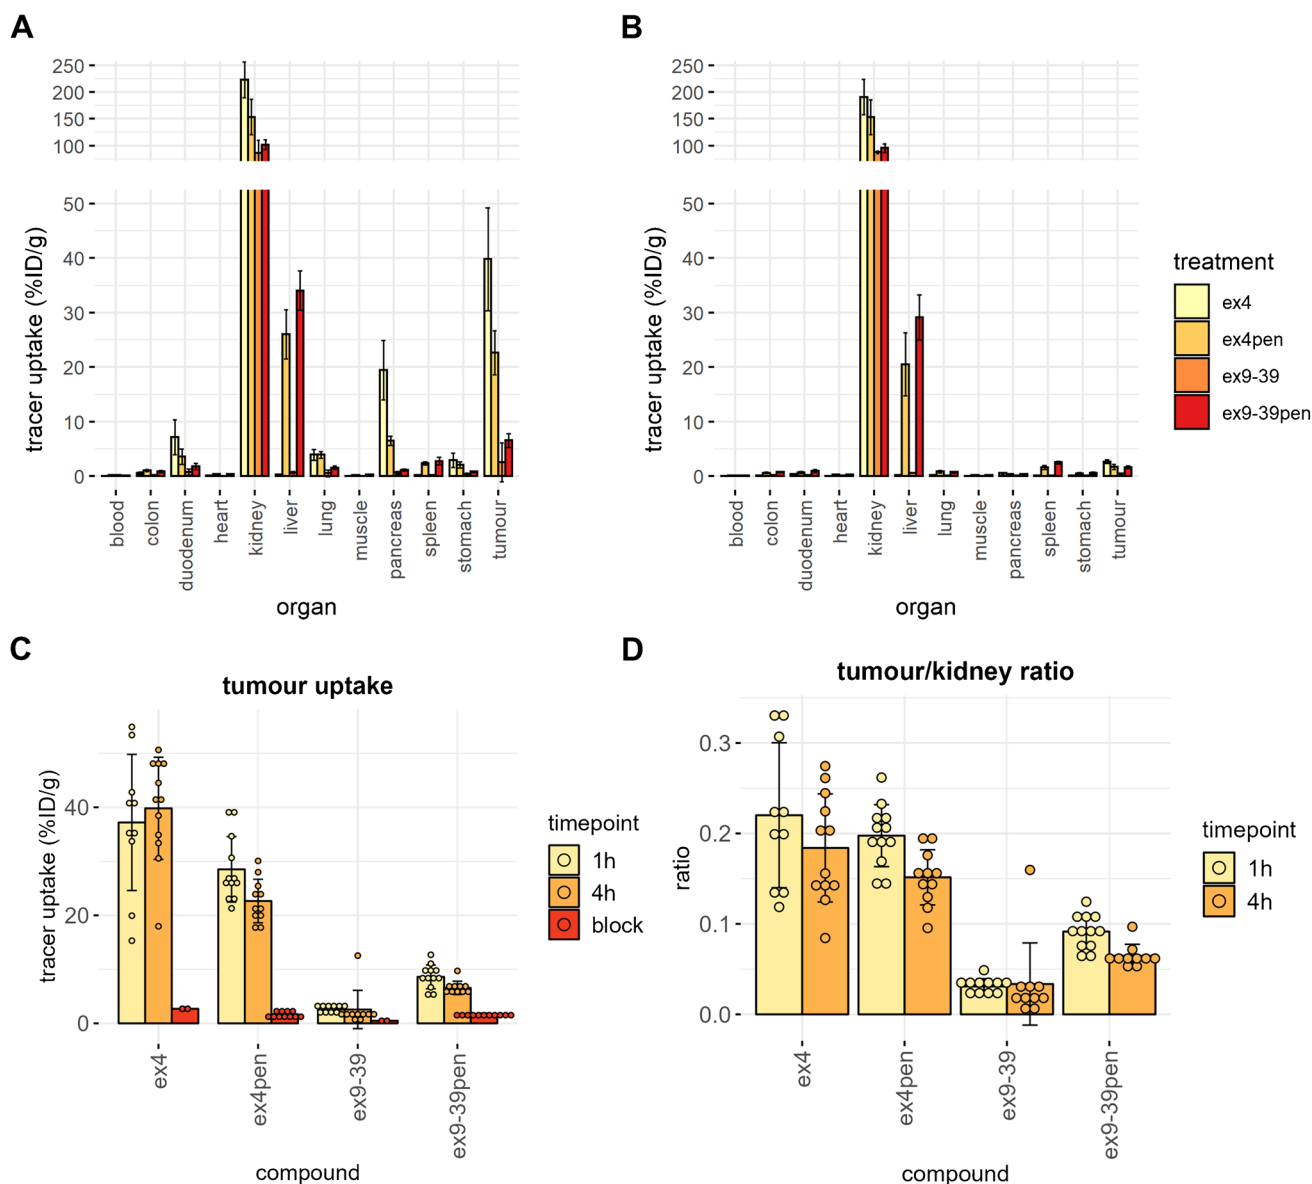 A
250
200
150
100
50
40
30
20
10
0
tracer uptake (%ID/g)
blood
colon
duodenum
heart
kidney
liver
lung
muscle
pancreas
spleen
stomach
tumour
organ
B
250
200
150
100
50
40
30
20
10
0
tracer uptake (%ID/g)
blood
colon
duodenum
heart
kidney
liver
lung
muscle
pancreas
spleen
stomach
tumour
organ
treatment
ex4
ex4pen
ex9-39
ex9-39pen
C
tumour uptake
40
20
0
tracer uptake (%ID/g)
ex4
ex4pen
ex9-39
ex9-39pen
compound
timepoint
1h
4h
block
D
tumour/kidney ratio
0.3
0.2
0.1
0.0
ratio
ex4
ex4pen
ex9-39
ex9-39pen
compound
timepoint
1h
4h